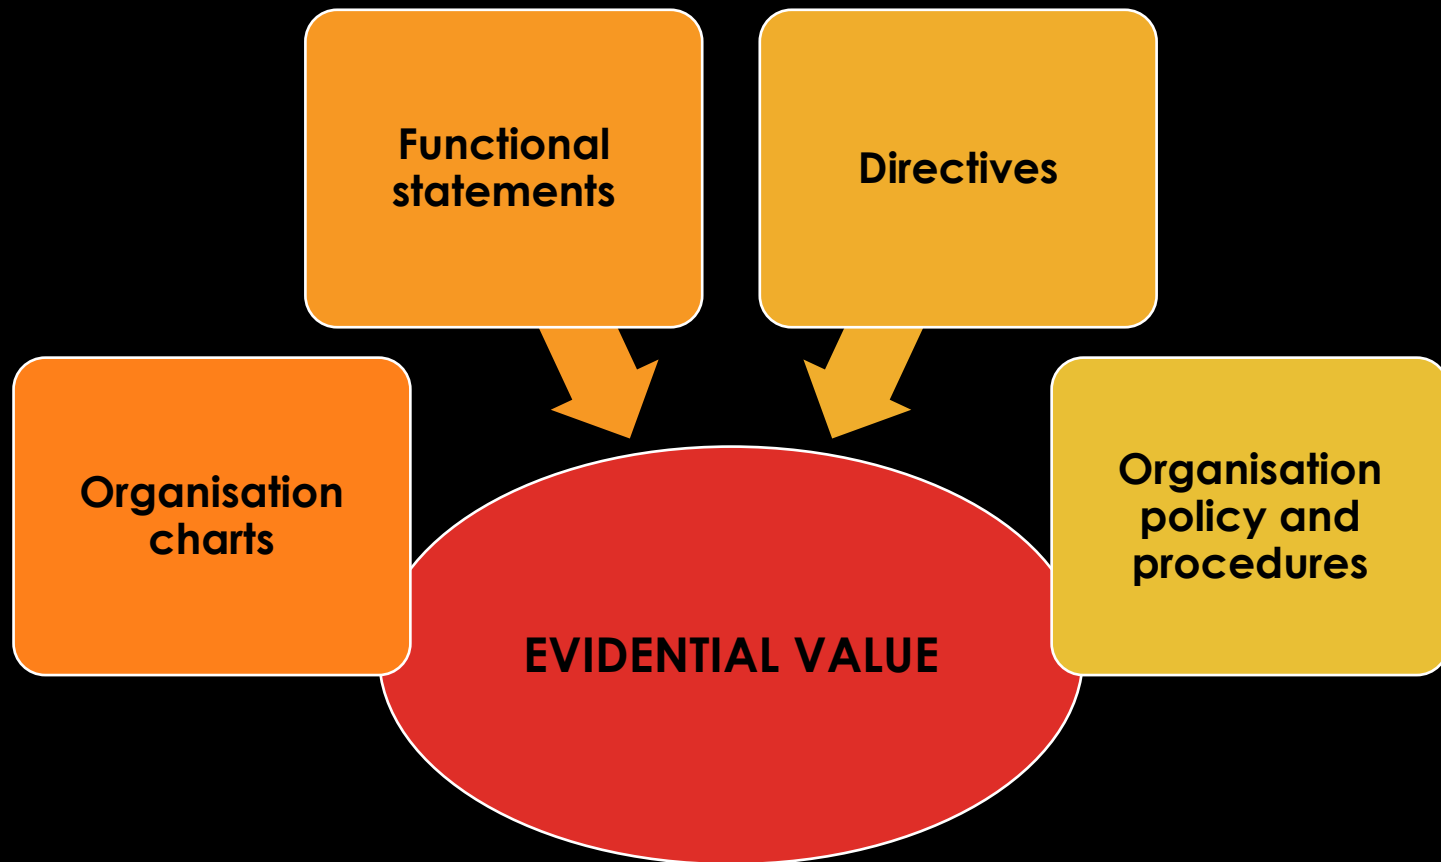 Functional
statements
Directives
Organisation
charts
Organisation
policy and
procedures
EVIDENTIAL VALUE